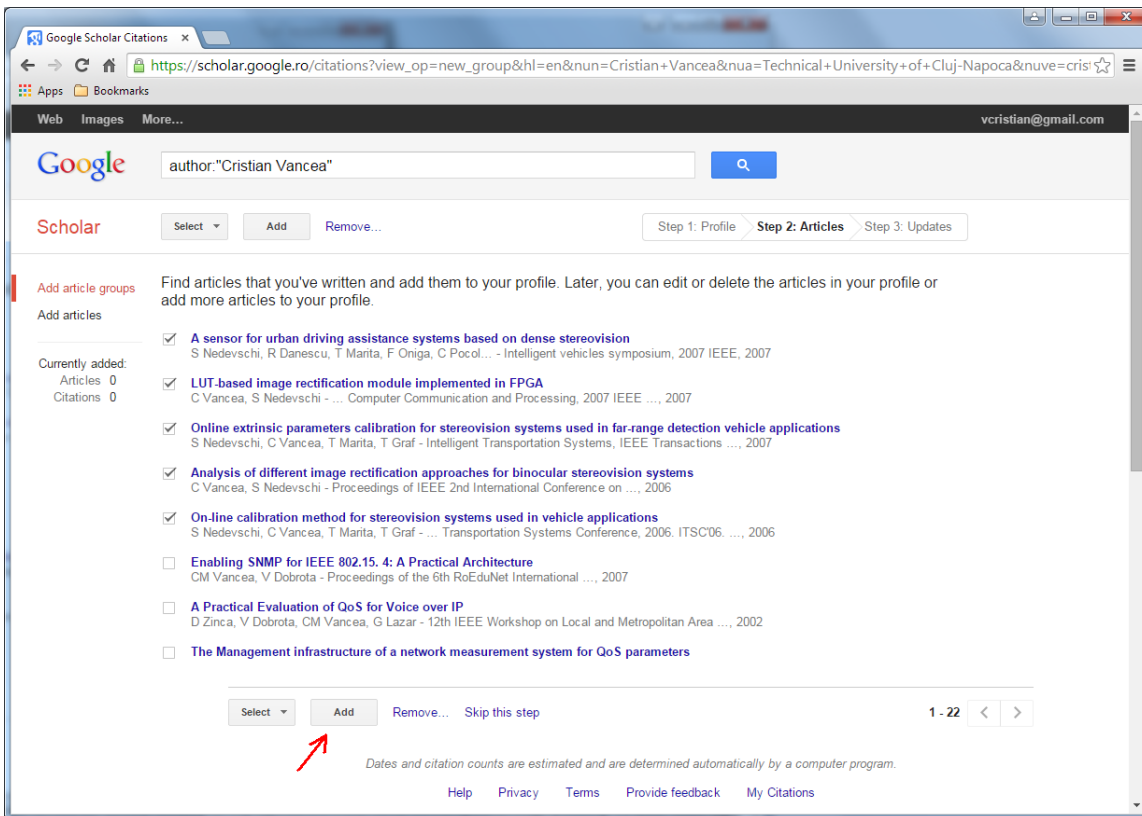 Google Scholar Citations
https://scholar.google.ro/citations?view_op=new_group&hl=en&nun=Cristian+Vancea&nua=Technical+University+of+Cluj-Napoca&nuve=crist
Apps Bookmarks
Web Images More... vcristian@gmail.com
Google author:"Cristian Vancea"
Scholar Select Add Remove... Step 1: Profile Step 2: Articles Step 3: Updates
Add article groups
Add articles
Currently added:
Articles 0
Citations 0
Find articles that you've written and add them to your profile. Later, you can edit or delete the articles in your profile or
add more articles to your profile.
A sensor for urban driving assistance systems based on dense stereovision
S Nedevschi, R Danescu, T Marita, F Oniga, C Pocol... - Intelligent vehicles symposium, 2007 IEEE, 2007
LUT-based image rectification module implemented in FPGA
C Vancea, S Nedevschi - ... Computer Communication and Processing, 2007 IEEE ..., 2007
Online extrinsic parameters calibration for stereovision systems used in far-range detection vehicle applications
S Nedevschi, C Vancea, T Marita, T Graf - Intelligent Transportation Systems, IEEE Transactions ..., 2007
Analysis of different image rectification approaches for binocular stereovision systems
C Vancea, S Nedevschi - Proceedings of IEEE 2nd International Conference on ..., 2006
On-line calibration method for stereovision systems used in vehicle applications
S Nedevschi, C Vancea, T Marita, T Graf - ... Transportation Systems Conference, 2006. ITSC'06. ..., 2006
Enabling SNMP for IEEE 802.15. 4: A Practical Architecture
CM Vancea, V Dobrota - Proceedings of the 6th RoEduNet International ..., 2007
A Practical Evaluation of QoS for Voice over IP
D Zinca, V Dobrota, CM Vancea, G Lazar - 12th IEEE Workshop on Local and Metropolitan Area ..., 2002
The Management infrastructure of a network measurement system for QoS parameters
Select Add Remove... Skip this step 1 - 22
Dates and citation counts are estimated and are determined automatically by a computer program.
Help Privacy Terms Provide feedback My Citations